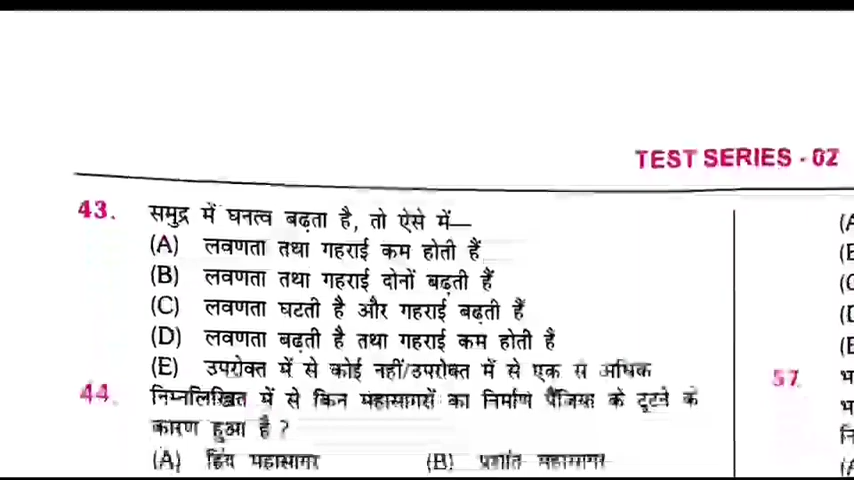 TEST SERIES - 02
43. समुद्र में घनत्व बढ़ता है, तो ऐसे में—
(A) लवणता तथा गहराई कम होती हैं
(B) लवणता तथा गहराई दोनों बढ़ती हैं
(C) लवणता घटती है और गहराई बढ़ती हैं
(D) लवणता बढ़ती है तथा गहराई कम होती हैं
(E) उपरोक्त में से कोई नहीं/उपरोक्त में से एक से अधिक
44. निम्नलिखित में से किन महासागरों का निर्माण पैंजिया के टूटने के
कारण हुआ है ?
(A) हिंद महासागर (B) प्रशांत महासागर
57